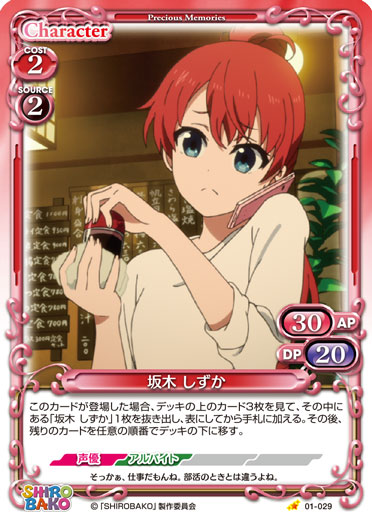 Precious Memories
Character
COST
2
SOURCE
2
30 AP
DP 20
坂木 しずか
このカードが登場した場合、デッキの上のカード3枚を見て、その中に
ある「坂木 しずか」1枚を抜き出し、表にしてから手札に加える。その後、
残りのカードを任意の順番でデッキの下に移す。
声優 アルバイト
そっかぁ、仕事だもんね。部活のときとは違うよね。
SHIRO
BAKO
©「SHIROBAKO」製作委員会
01-029